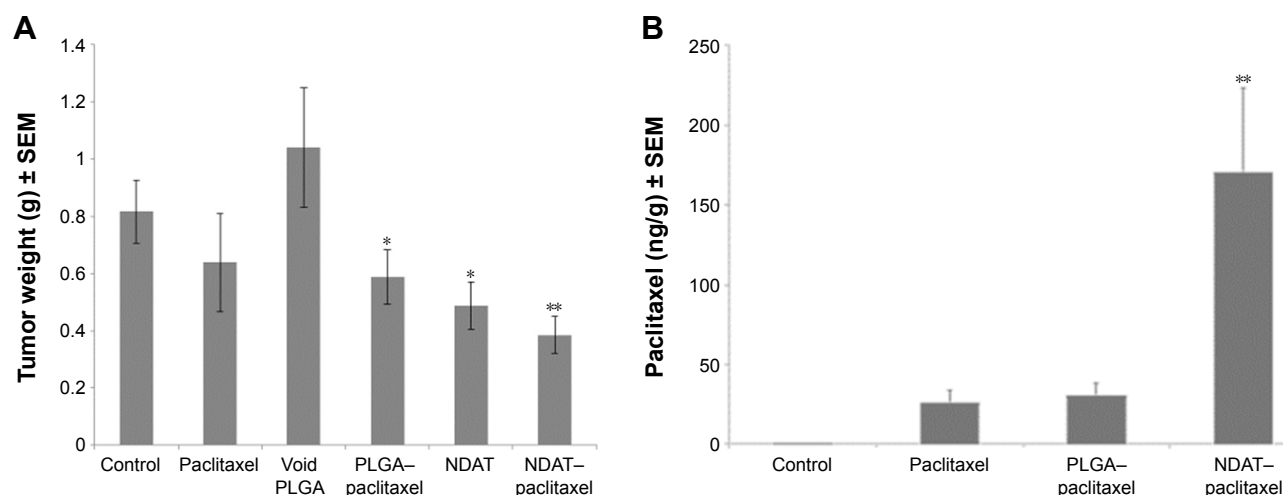 A
Tumor weight (g) ± SEM
1.4
1.2
1
0.8
0.6
0.4
0.2
0
*
*
**
Control
Paclitaxel
Void
PLGA
PLGA–
paclitaxel
NDAT
NDAT–
paclitaxel
B
Paclitaxel (ng/g) ± SEM
250
200
150
100
50
0
**
Control
Paclitaxel
PLGA–
paclitaxel
NDAT–
paclitaxel